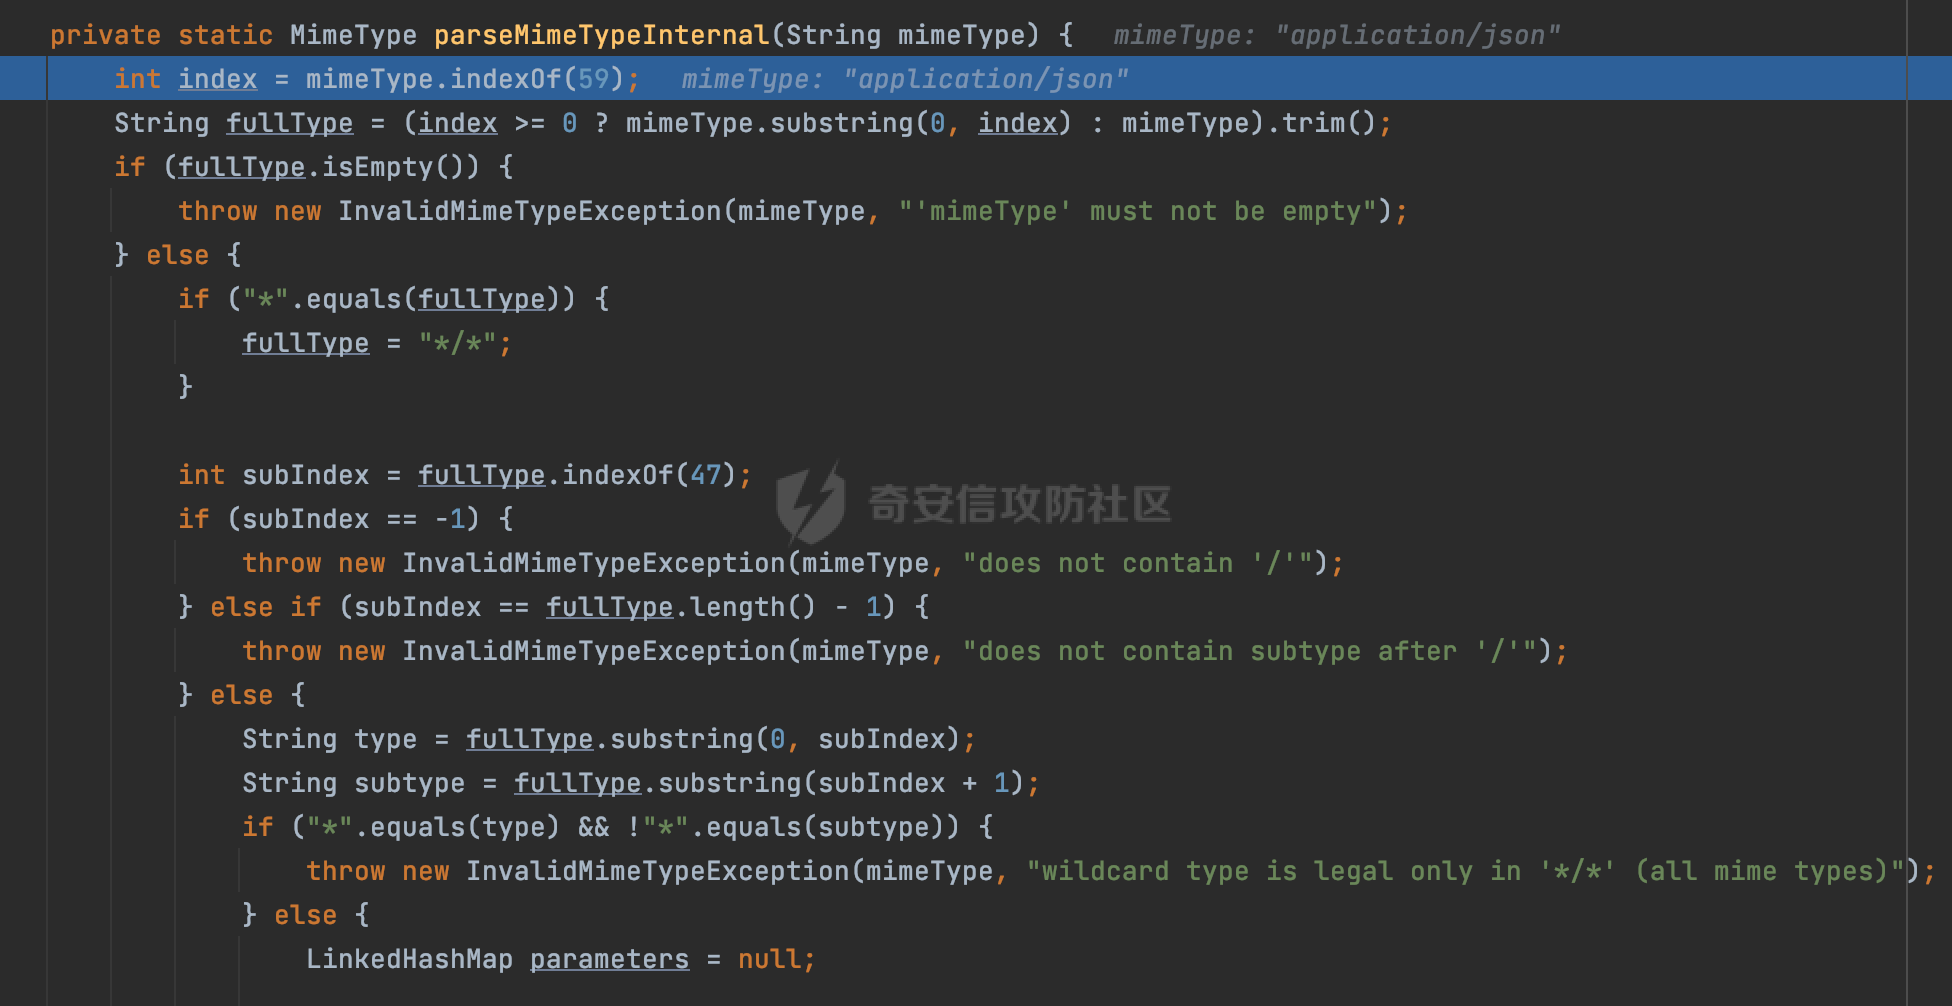 private static MimeType parseMimeTypeInternal(String mimeType) {  mimeType: "application/json"
    int index = mimeType.indexOf(59);  mimeType: "application/json"
    String fullType = (index >= 0 ? mimeType.substring(0, index) : mimeType).trim();
    if (fullType.isEmpty()) {
        throw new InvalidMimeTypeException(mimeType, "'mimeType' must not be empty");
    } else {
        if ("*".equals(fullType)) {
            fullType = "*/*";
        }
        int subIndex = fullType.indexOf(47);
奇安信攻防社区
        if (subIndex == -1) {
            throw new InvalidMimeTypeException(mimeType, "does not contain '/'");
        } else if (subIndex == fullType.length() - 1) {
            throw new InvalidMimeTypeException(mimeType, "does not contain subtype after '/'");
        } else {
            String type = fullType.substring(0, subIndex);
            String subtype = fullType.substring(subIndex + 1);
            if ("*".equals(type) && !"*".equals(subtype)) {
                throw new InvalidMimeTypeException(mimeType, "wildcard type is legal only in '*/*' (all mime types)");
            } else {
                LinkedHashMap parameters = null;